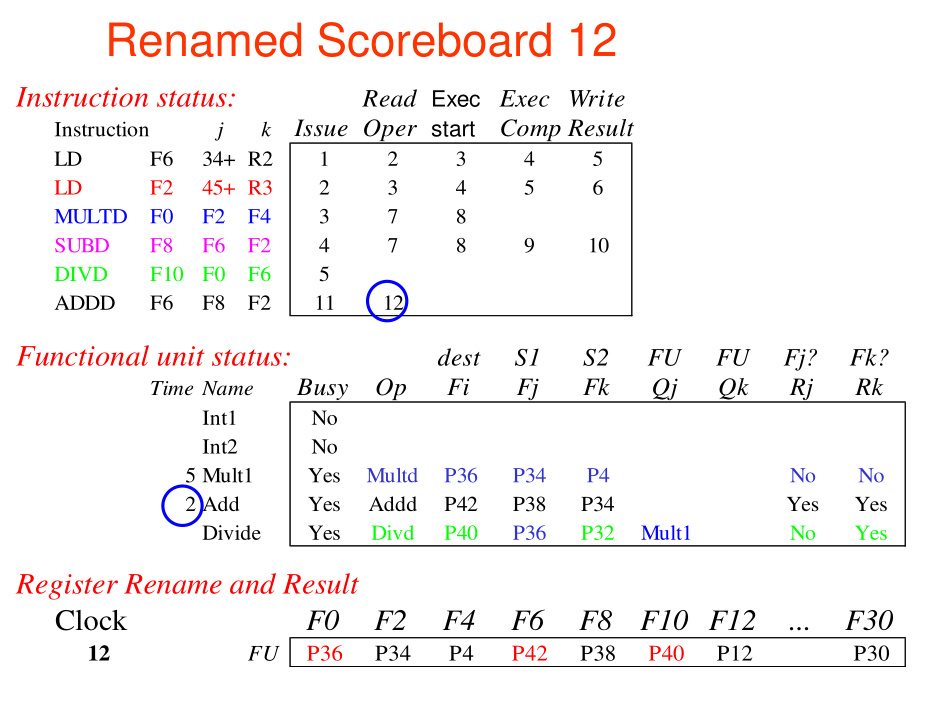 Renamed Scoreboard 12
Instruction status: Read Exec Exec Write
Instruction j k Issue Oper start Comp Result
LD F6 34+ R2 1 2 3 4 5
LD F2 45+ R3 2 3 4 5 6
MULTD F0 F2 F4 3 7 8
SUBD F8 F6 F2 4 7 8 9 10
DIVD F10 F0 F6 5
ADDD F6 F8 F2 11 12
Functional unit status: dest S1 S2 FU FU Fj? Fk?
Time Name Busy Op Fi Fj Fk Qj Qk Rj Rk
Int1 No
Int2 No
5 Mult1 Yes Multd P36 P34 P4 No No
2 Add Yes Addd P42 P38 P34 Yes Yes
Divide Yes Divd P40 P36 P32 Mult1 No Yes
Register Rename and Result
Clock F0 F2 F4 F6 F8 F10 F12 ... F30
12 FU P36 P34 P4 P42 P38 P40 P12 P30